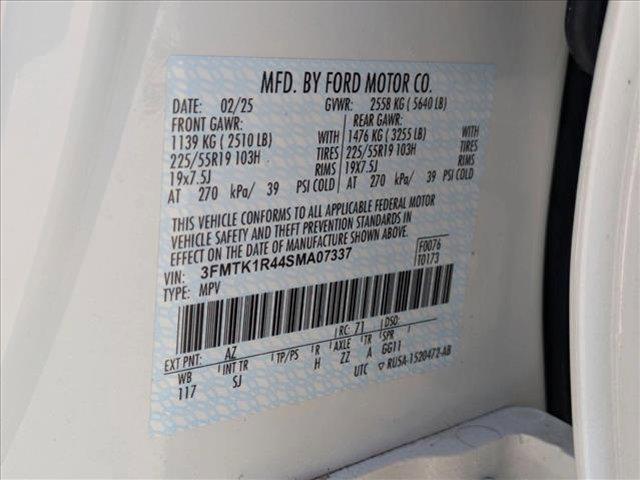 MFD. BY FORD MOTOR CO.
DATE: 02/25 GVWR: 2558 KG ( 5640 LB)
FRONT GAWR: REAR GAWR:
1139 KG ( 2510 LB) WITH 1476 KG ( 3255 LB) WITH
225/55R19 103H TIRES 225/55R19 103H TIRES
19x7.5J RIMS 19x7.5J RIMS
AT 270 kPa/ 39 PSI COLD AT 270 kPa/ 39 PSI COLD
THIS VEHICLE CONFORMS TO ALL APPLICABLE FEDERAL MOTOR
VEHICLE SAFETY AND THEFT PREVENTION STANDARDS IN
EFFECT ON THE DATE OF MANUFACTURE SHOWN ABOVE.
VIN: 3FMTK1R44SMA07337 F0076
TYPE: MPV T0173
EXT PNT: AZ RC: 71 DSO:
WB INT TR TP/PS R AXLE TR SPR
117 SJ H ZZ A GG11
UTC RU5A-1520472-AB